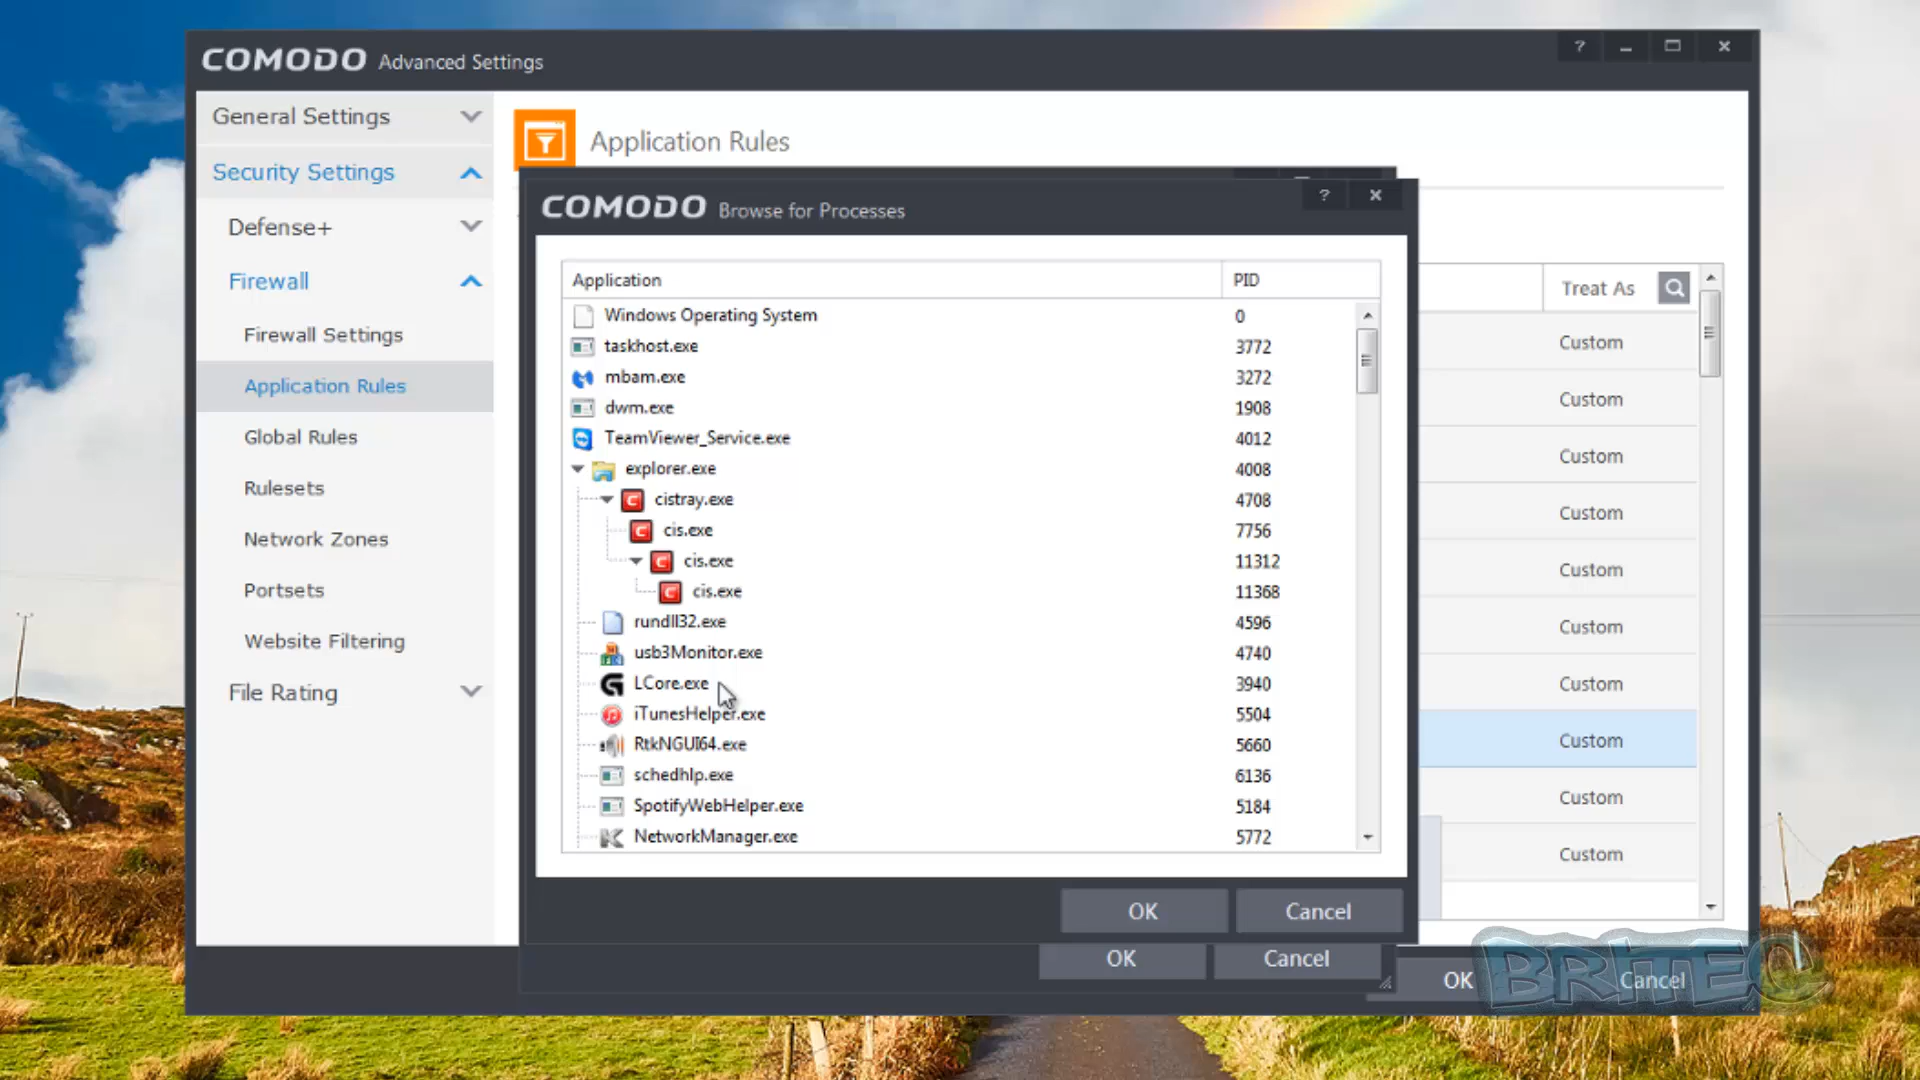 COMODO Advanced Settings
?
General Settings
Security Settings
Defense+
Firewall
Firewall Settings
Application Rules
Global Rules
Rulesets
Network Zones
Portsets
Website Filtering
File Rating
Application Rules
Treat As
Custom
Custom
Custom
Custom
Custom
Custom
Custom
Custom
Custom
Custom
COMODO Browse for Processes
?
Application PID
Windows Operating System 0
taskhost.exe 3772
mbam.exe 3272
dwm.exe 1908
TeamViewer_Service.exe 4012
explorer.exe 4008
cistray.exe 4708
cis.exe 7756
cis.exe 11312
cis.exe 11368
rundll32.exe 4596
usb3Monitor.exe 4740
LCore.exe 3940
iTunesHelper.exe 5504
RtkNGUI64.exe 5660
schedhlp.exe 6136
SpotifyWebHelper.exe 5184
NetworkManager.exe 5772
OK Cancel
OK Cancel
OK Cancel
BRITEC